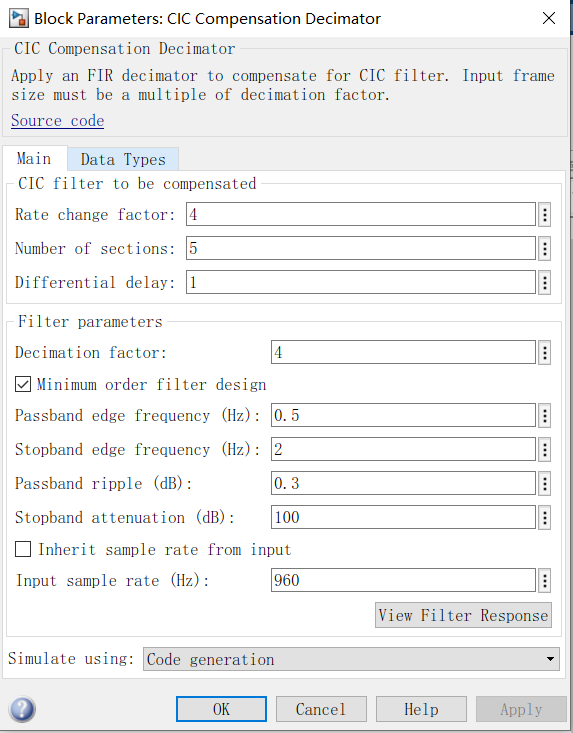 Block Parameters: CIC Compensation Decimator
CIC Compensation Decimator
Apply an FIR decimator to compensate for CIC filter. Input frame
size must be a multiple of decimation factor.
Source code
Main Data Types
CIC filter to be compensated
Rate change factor: 4
Number of sections: 5
Differential delay: 1
Filter parameters
Decimation factor: 4
Minimum order filter design
Passband edge frequency (Hz): 0.5
Stopband edge frequency (Hz): 2
Passband ripple (dB): 0.3
Stopband attenuation (dB): 100
Inherit sample rate from input
Input sample rate (Hz): 960
View Filter Response
Simulate using: Code generation
? OK Cancel Help Apply